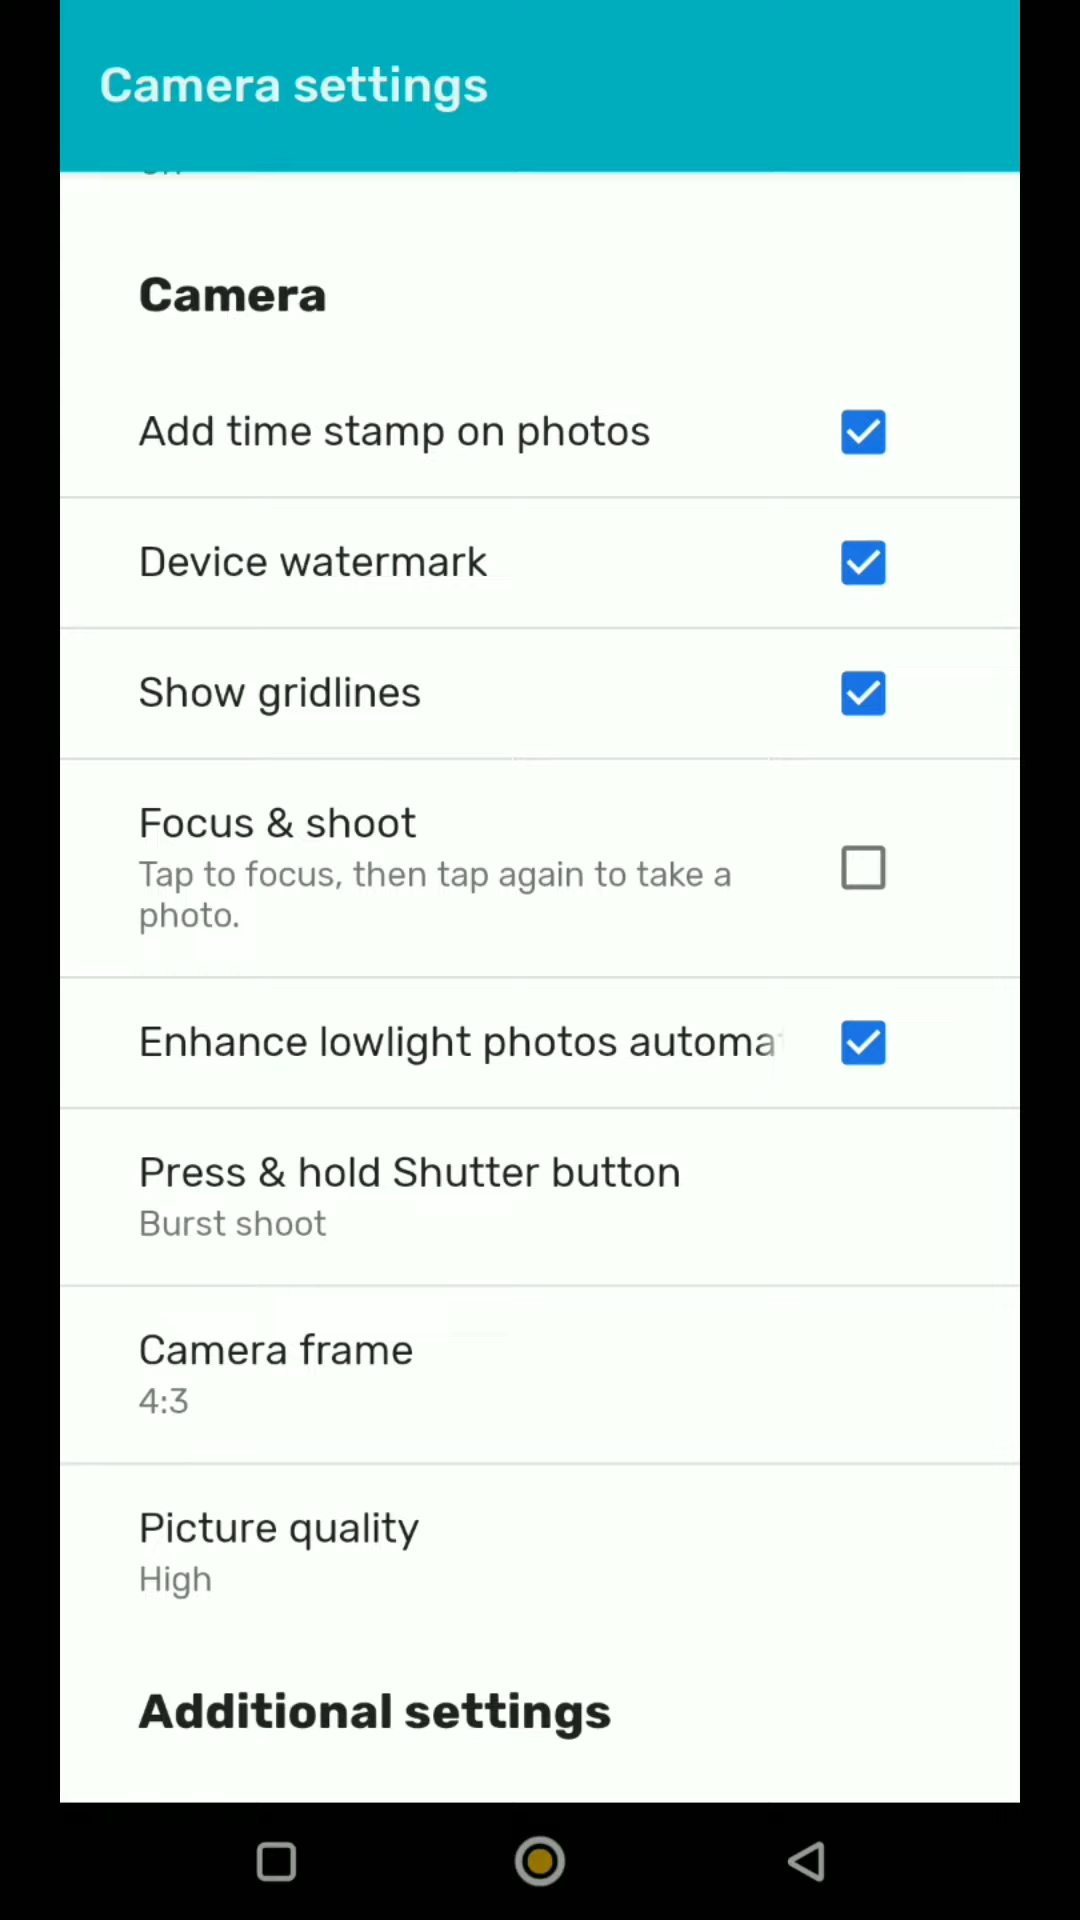 Camera settings
Camera
Add time stamp on photos
Device watermark
Show gridlines
Focus & shoot
Tap to focus, then tap again to take a
photo.
Enhance lowlight photos automa
Press & hold Shutter button
Burst shoot
Camera frame
4:3
Picture quality
High
Additional settings